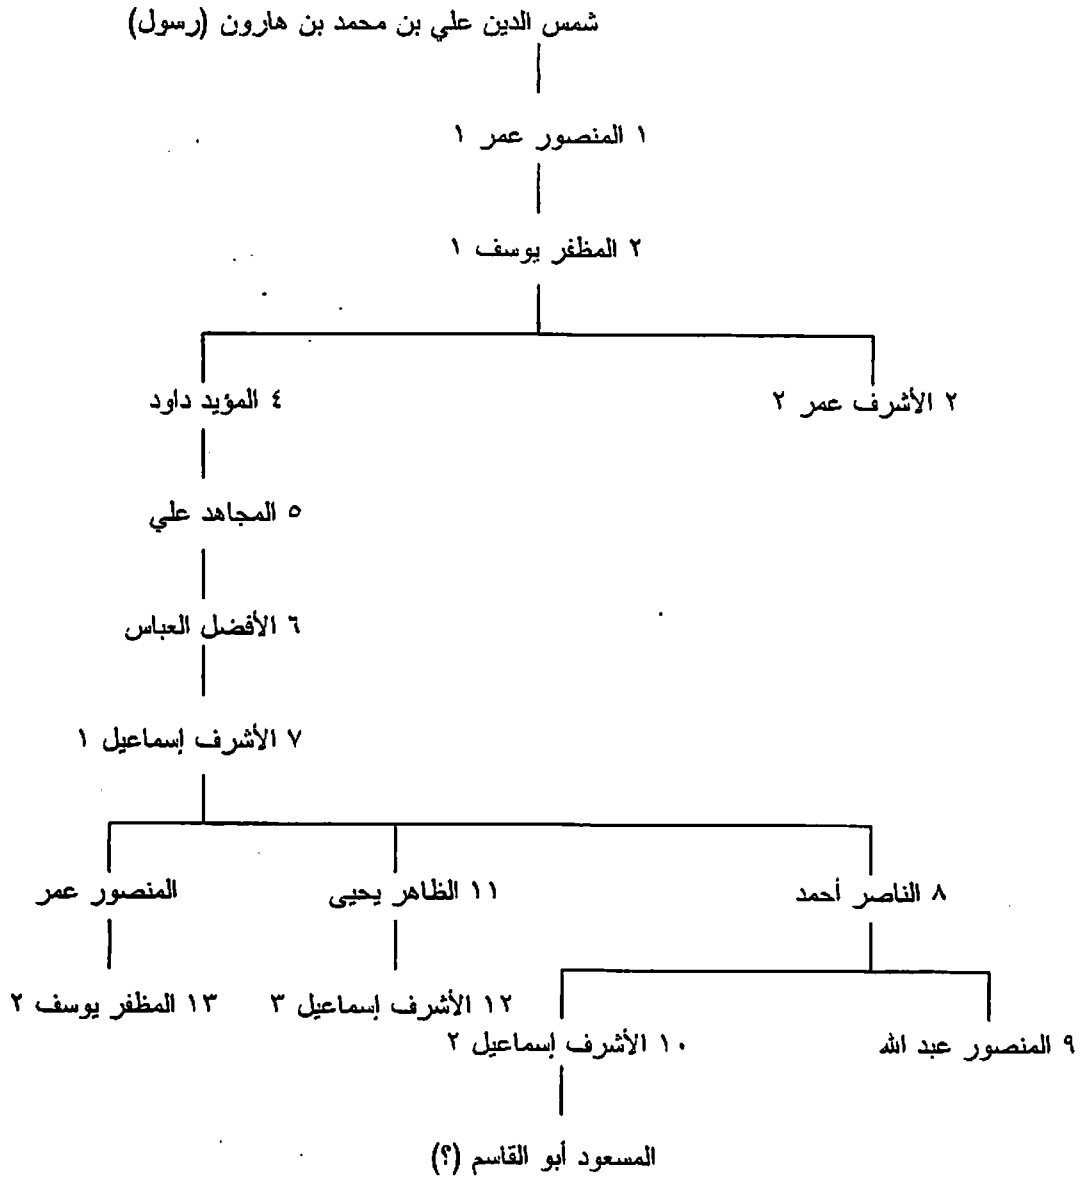 شمس الدين علي بن محمد بن هارون (رسول)
١ المنصور عمر ١
٢ المظفر يوسف ١
٢ الأشرف عمر ٢
٤ المؤيد داود
٥ المجاهد علي
٦ الأفضل العباس
٧ الأشرف إسماعيل ١
٨ الناصر أحمد
١١ الظاهر يحيى
المنصور عمر
١٢ الأشرف إسماعيل ٣
١٣ المظفر يوسف ٢
٩ المنصور عبد الله
١٠ الأشرف إسماعيل ٢
المسعود أبو القاسم (؟)